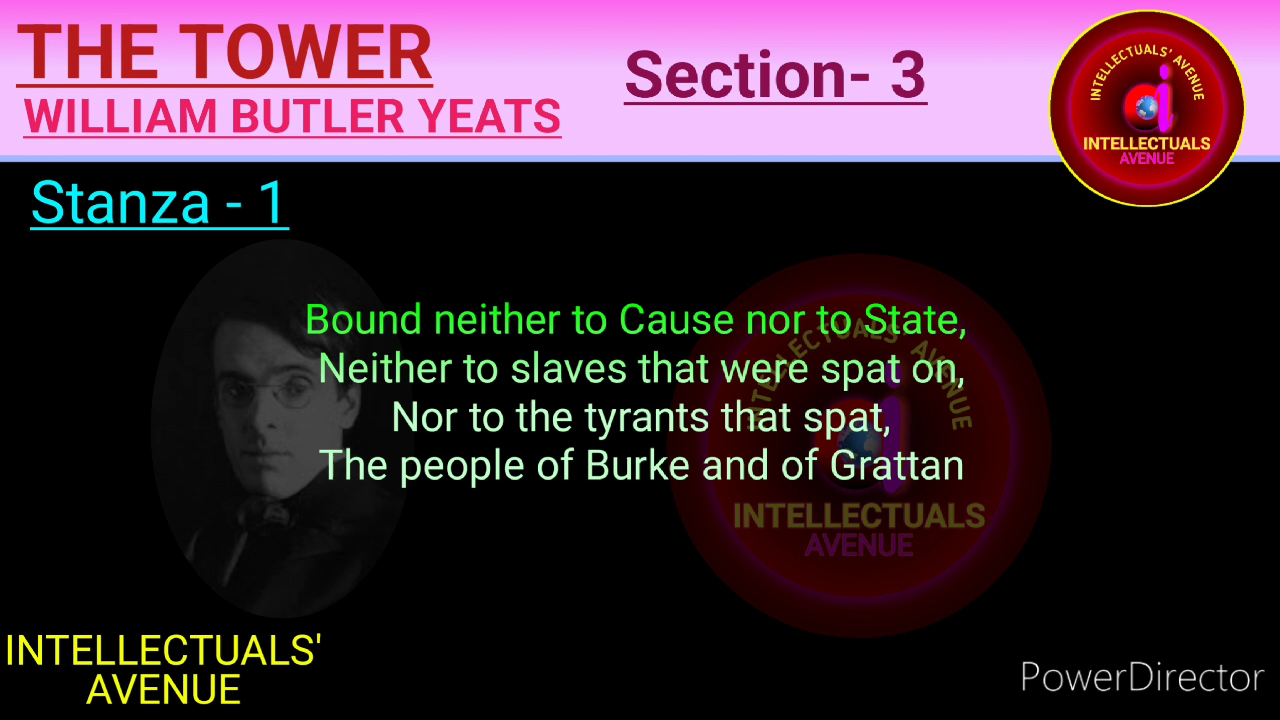 THE TOWER
WILLIAM BUTLER YEATS
Section- 3
INTELLECTUALS' AVENUE
i
INTELLECTUALS
AVENUE
Stanza - 1
Bound neither to Cause nor to State,
Neither to slaves that were spat on,
Nor to the tyrants that spat,
The people of Burke and of Grattan
INTELLECTUALS' AVENUE
i
INTELLECTUALS
AVENUE
INTELLECTUALS'
AVENUE
PowerDirector